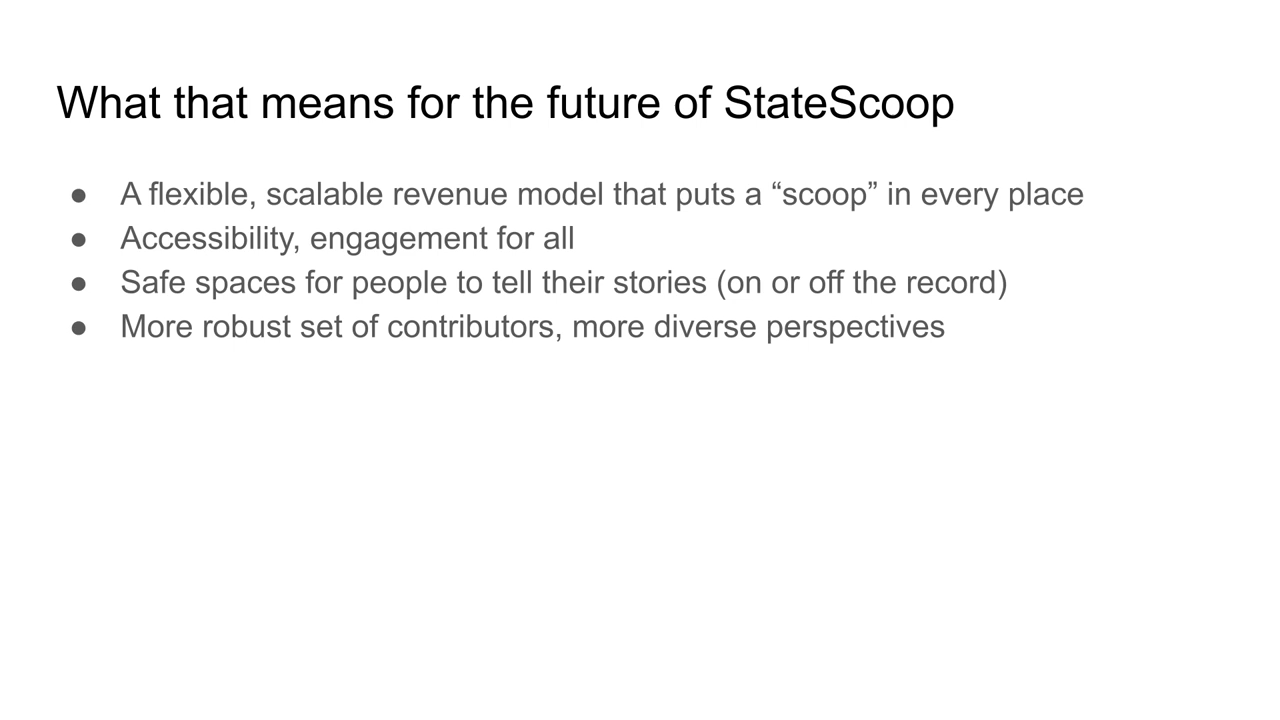 What that means for the future of StateScoop
● A flexible, scalable revenue model that puts a “scoop” in every place
● Accessibility, engagement for all
● Safe spaces for people to tell their stories (on or off the record)
● More robust set of contributors, more diverse perspectives